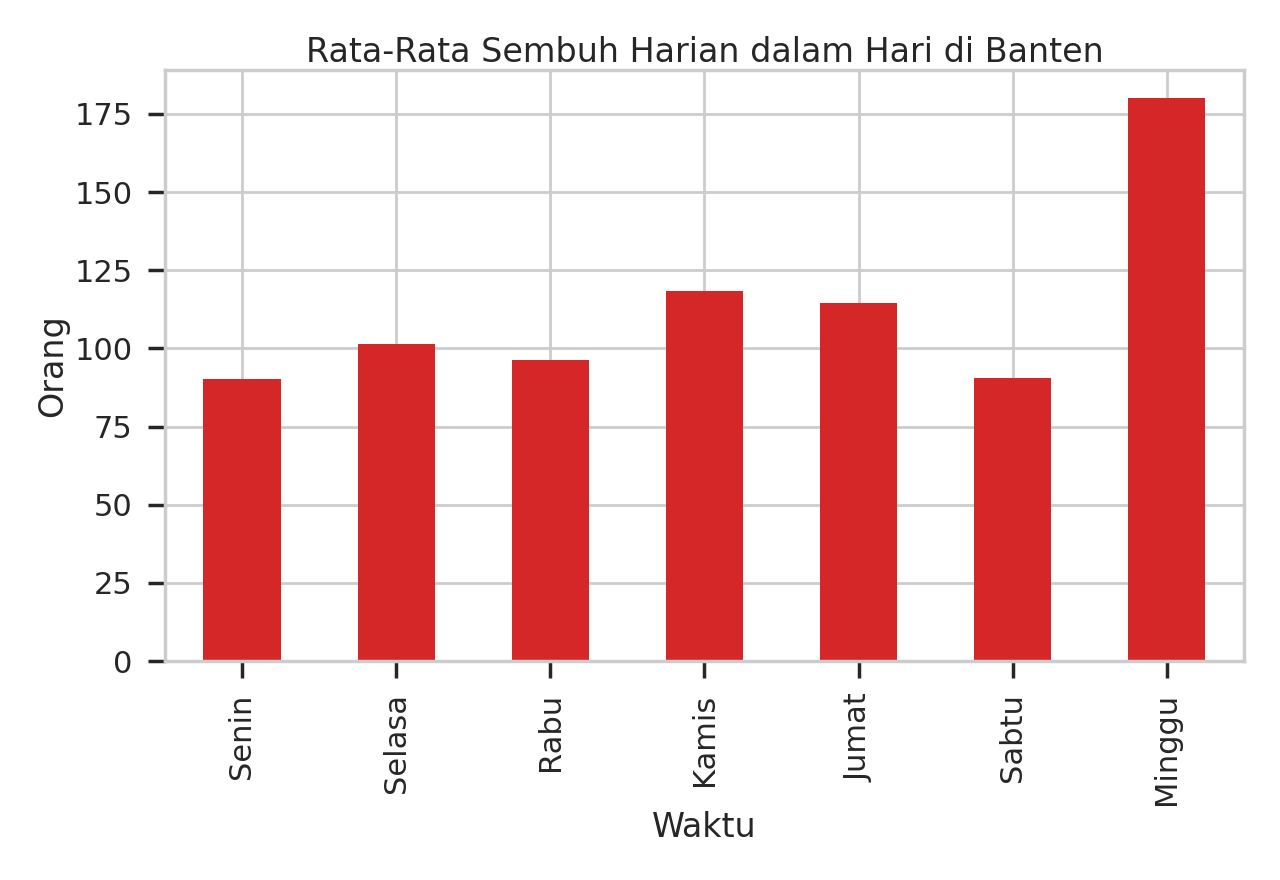 Rata-Rata Sembuh Harian dalam Hari di Banten
175
150
125
100
75
50
25
0
Orang
Senin
Selasa
Rabu
Kamis
Jumat
Sabtu
Minggu
Waktu